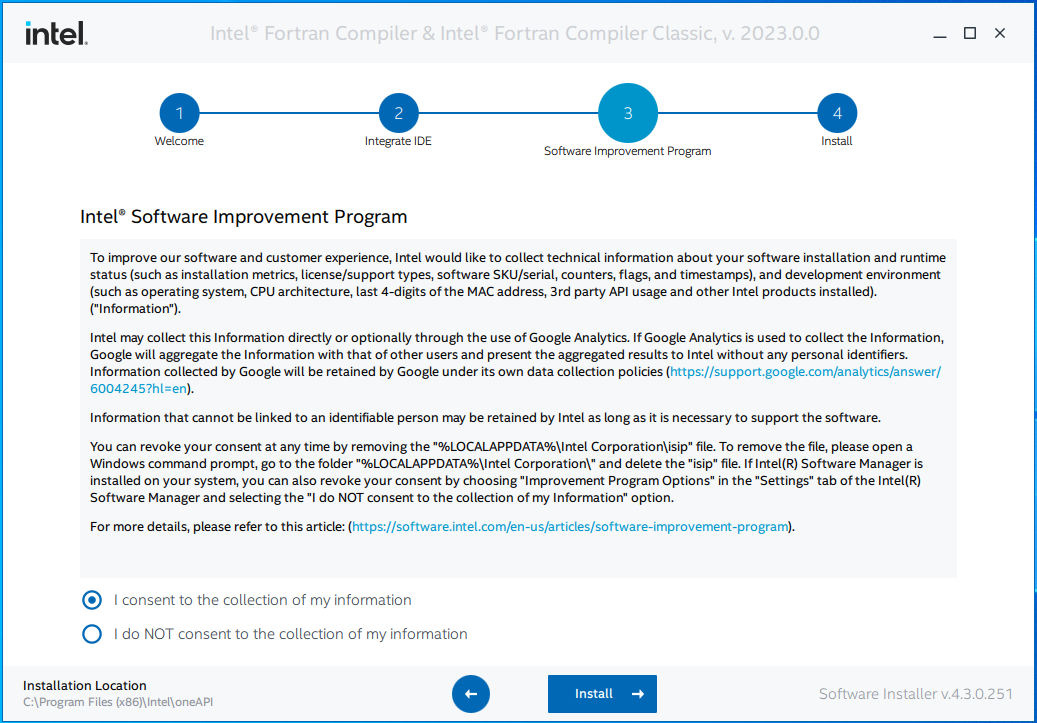 intel.
Intel® Fortran Compiler & Intel® Fortran Compiler Classic, v. 2023.0.0
1
2
3
4
Welcome
Integrate IDE
Software Improvement Program
Install
Intel® Software Improvement Program
To improve our software and customer experience, Intel would like to collect technical information about your software installation and runtime
status (such as installation metrics, license/support types, software SKU/serial, counters, flags, and timestamps), and development environment
(such as operating system, CPU architecture, last 4-digits of the MAC address, 3rd party API usage and other Intel products installed).
("Information").
Intel may collect this Information directly or optionally through the use of Google Analytics. If Google Analytics is used to collect the Information,
Google will aggregate the Information with that of other users and present the aggregated results to Intel without any personal identifiers.
Information collected by Google will be retained by Google under its own data collection policies (https://support.google.com/analytics/answer/
6004245?hl=en).
Information that cannot be linked to an identifiable person may be retained by Intel as long as it is necessary to support the software.
You can revoke your consent at any time by removing the "%LOCALAPPDATA%\Intel Corporation\isip" file. To remove the file, please open a
Windows command prompt, go to the folder "%LOCALAPPDATA%\Intel Corporation\" and delete the "isip" file. If Intel(R) Software Manager is
installed on your system, you can also revoke your consent by choosing "Improvement Program Options" in the "Settings" tab of the Intel(R)
Software Manager and selecting the "I do NOT consent to the collection of my Information" option.
For more details, please refer to this article: (https://software.intel.com/en-us/articles/software-improvement-program).
I consent to the collection of my information
I do NOT consent to the collection of my information
Installation Location
C:\Program Files (x86)\Intel\oneAPI
Install
Software Installer v.4.3.0.251